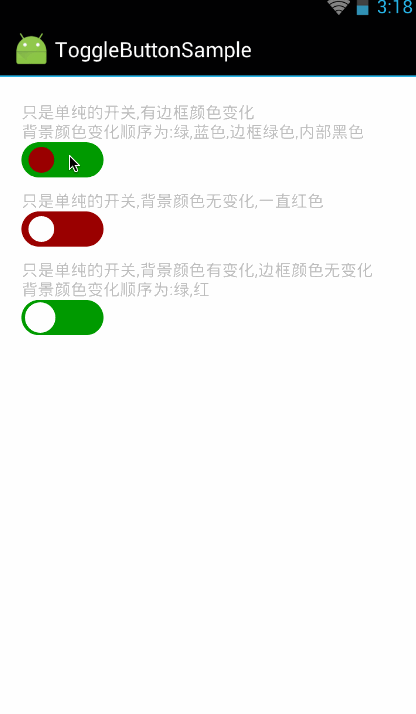 3:18
ToggleButtonSample
只是单纯的开关,有边框颜色变化
背景颜色变化顺序为:绿,蓝色,边框绿色,内部黑色
只是单纯的开关,背景颜色无变化,一直红色
只是单纯的开关,背景颜色有变化,边框颜色无变化
背景颜色变化顺序为:绿,红